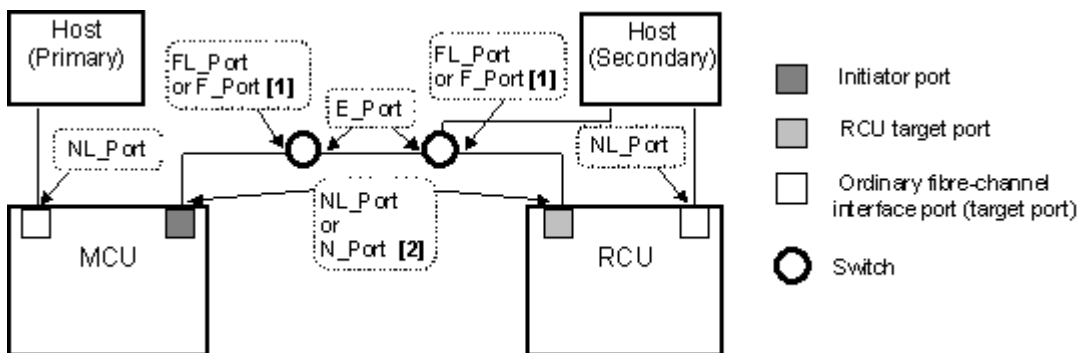 Host
(Primary)
FL_Port
or F_Port [1]
E_Port
FL_Port
or F_Port [1]
Host
(Secondary)
NL_Port
NL_Port
NL_Port
or
N_Port [2]
MCU
RCU
Initiator port
RCU target port
Ordinary fibre-channel
interface port (target port)
Switch